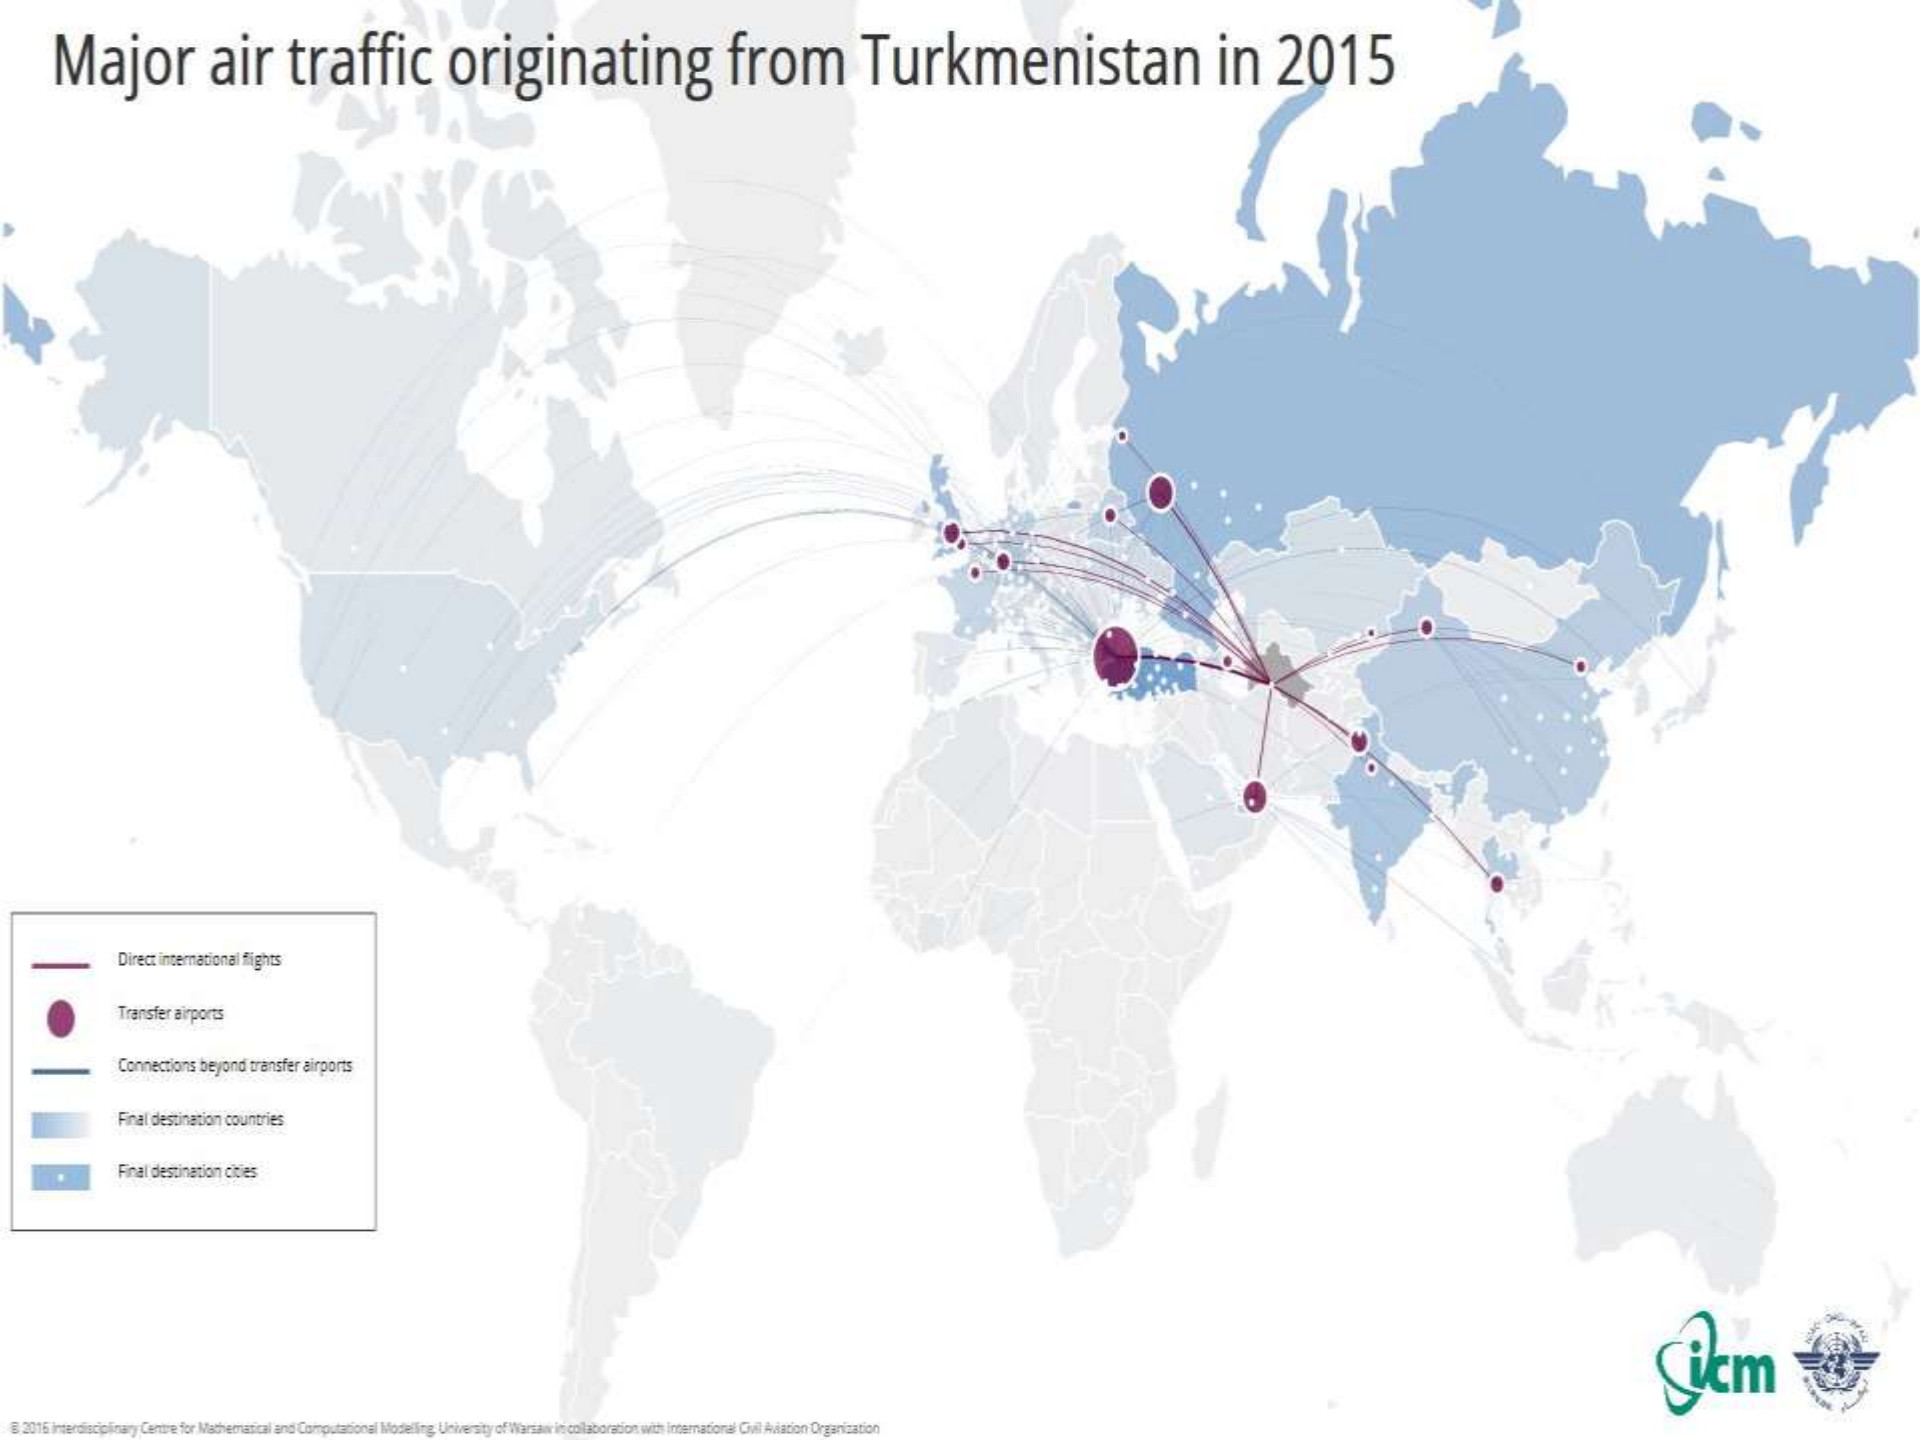 Major air traffic originating from Turkmenistan in 2015
Direct international flights
Transfer airports
Connections beyond transfer airports
Final destination countries
Final destination cities
icm
© 2016 Interdisciplinary Centre for Mathematical and Computational Modelling, University of Warsaw in collaboration with International Civil Aviation Organization